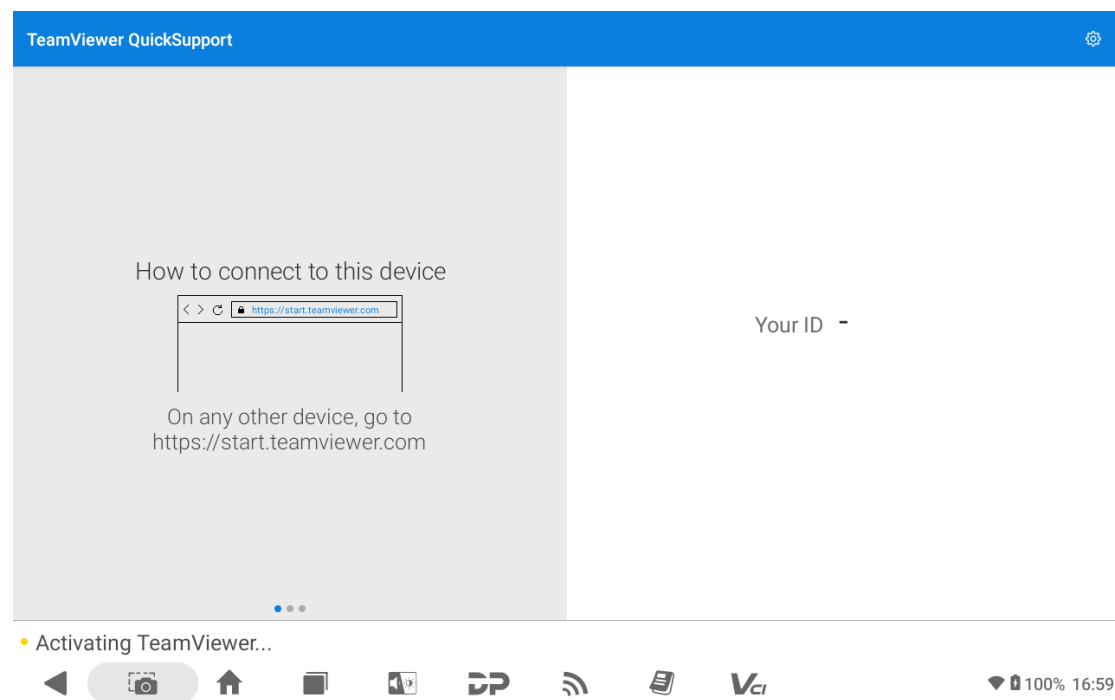 TeamViewer QuickSupport
How to connect to this device
https://start.teamviewer.com
On any other device, go to
https://start.teamviewer.com
Your ID -
Activating TeamViewer...
DP
VCI
100% 16:59